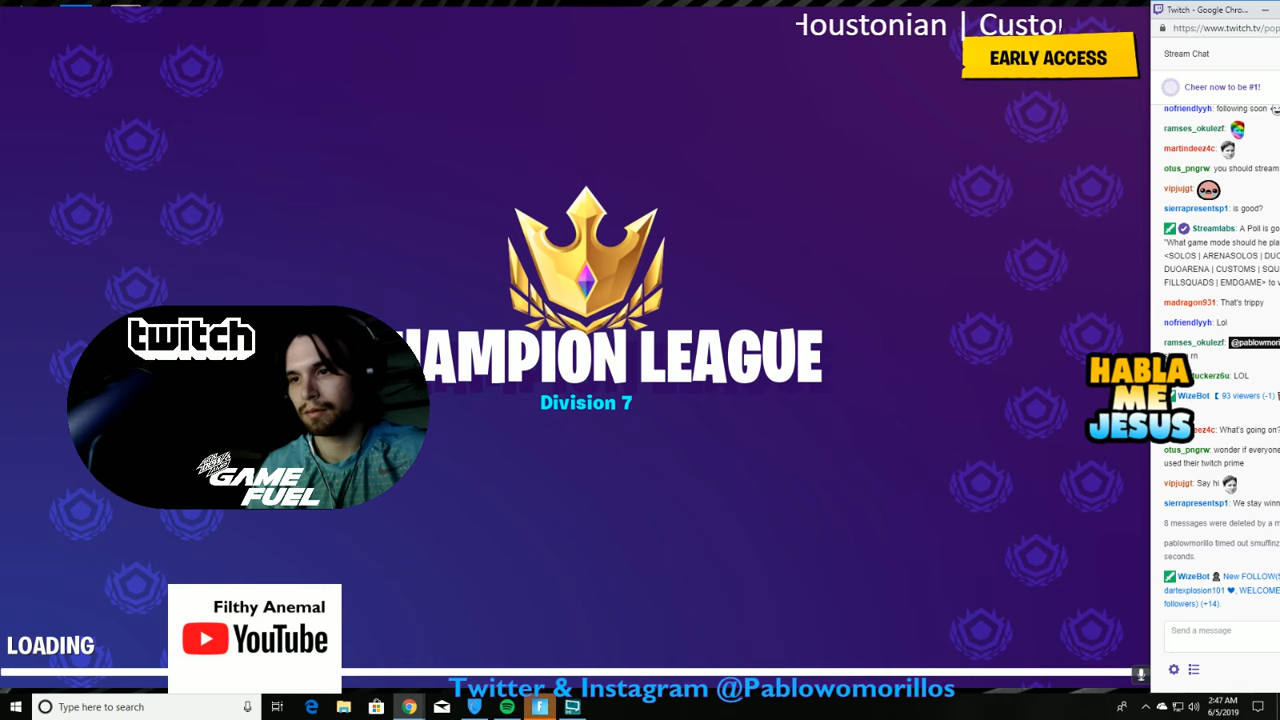 Houstonian | Custo
EARLY ACCESS
HAMPION LEAGUE
Division 7
twitch
GAME
FUEL
Filthy Anemal
YouTube
LOADING
Twitter & Instagram @Pablowomorillos
HABLA
ME
JESUS
Twitch - Google Chro...
https://www.twitch.tv/pop
Stream Chat
Cheer now to be #1!
nofriendlyyh: following soon
ramses_okulezf:
martindeez4c:
otus_pngrw: you should stream
vipjujgt:
sierrapresentsp1: is good?
Streamlabs: A Poll is go
"What game mode should he pla
<SOLOS | ARENASOLOS | DUO
DUOARENA | CUSTOMS | SQU
FILLSQUADS | EMDGAME> to v
madragon931: That's trippy
nofriendlyyh: Lol
ramses_okulezf: @pablowmori
rn
duckerz6u: LOL
WizeBot 93 viewers (-1)
eez4c: What's going on?
otus_pngrw: wonder if everyone
used their twitch prime
vipjujgt: Say hi
sierrapresentsp1: We stay winn
8 messages were deleted by a m
pablowmorillo timed out smuffinz
seconds.
WizeBot New FOLLOW(S
dartexplosion101 ♥, WELCOME
followers) (+14).
Send a message
Type here to search
2:47 AM
6/5/2019